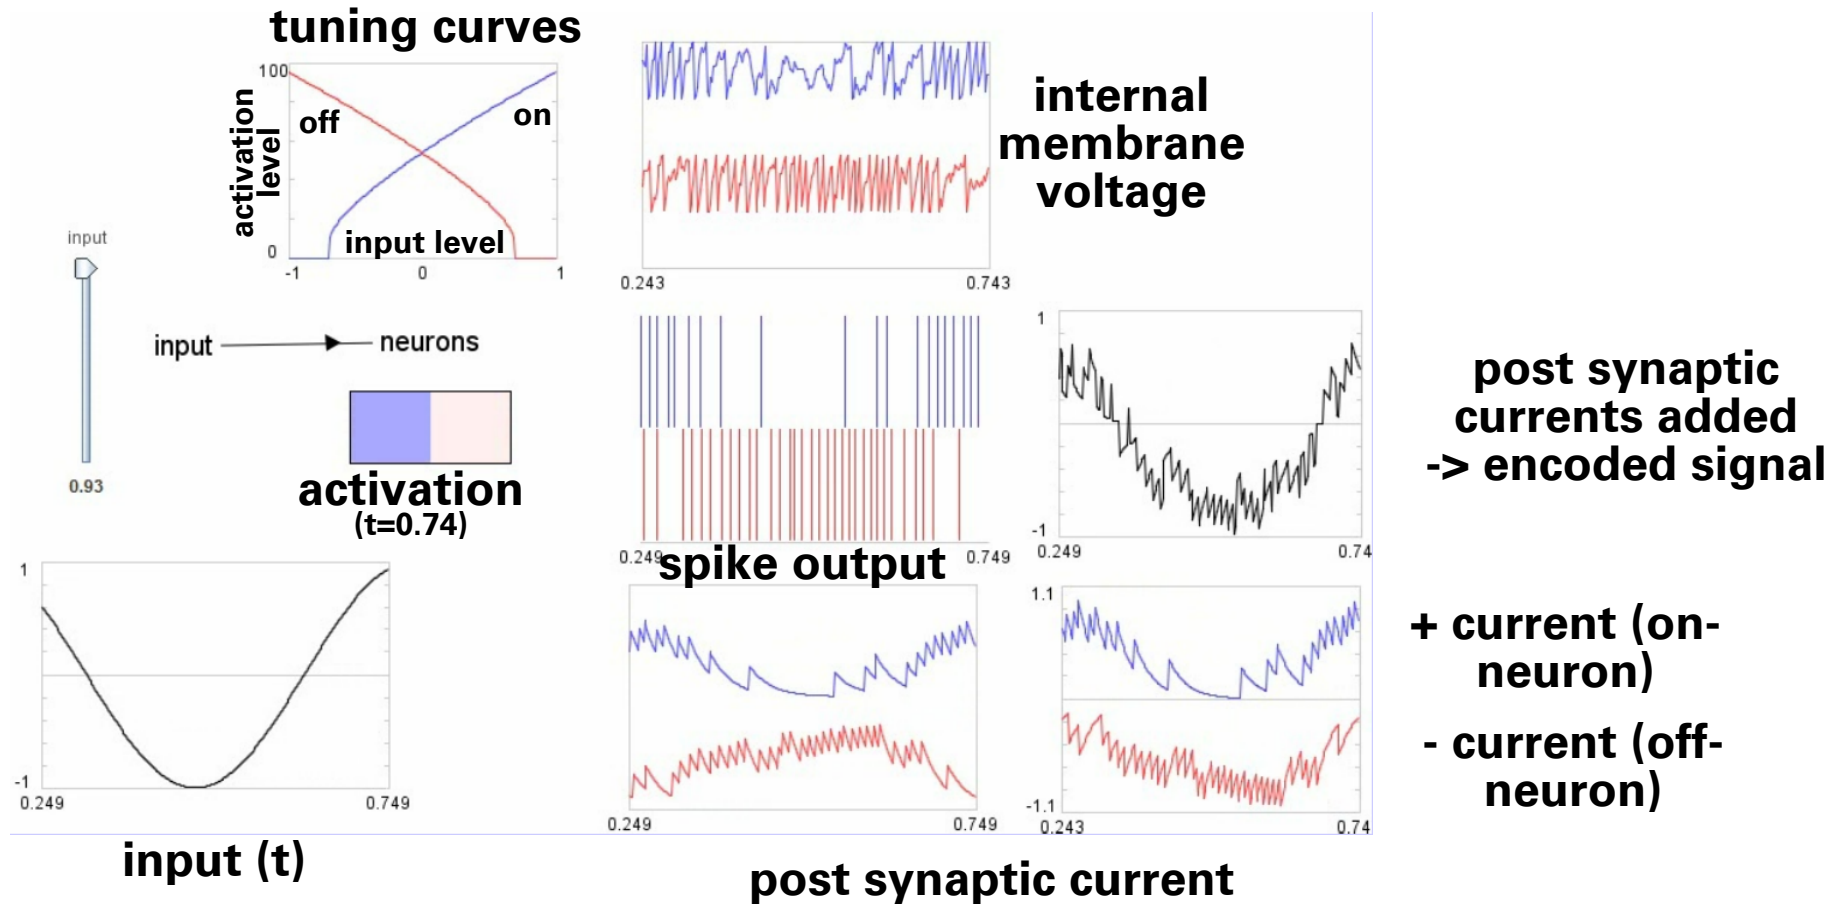 tuning curves
100
off
on
activation
level
input level
0
-1
0
1
internal
membrane
voltage
0.243
0.743
input
0.93
input
neurons
activation
(t=0.74)
0.249
0.749
spike output
1
-1
0.249
0.74
post synaptic
currents added
-> encoded signal
1
-1
0.249
0.749
input (t)
0.249
0.749
1.1
-1.1
0.243
0.74
+ current (on-
neuron)
- current (off-
neuron)
post synaptic current